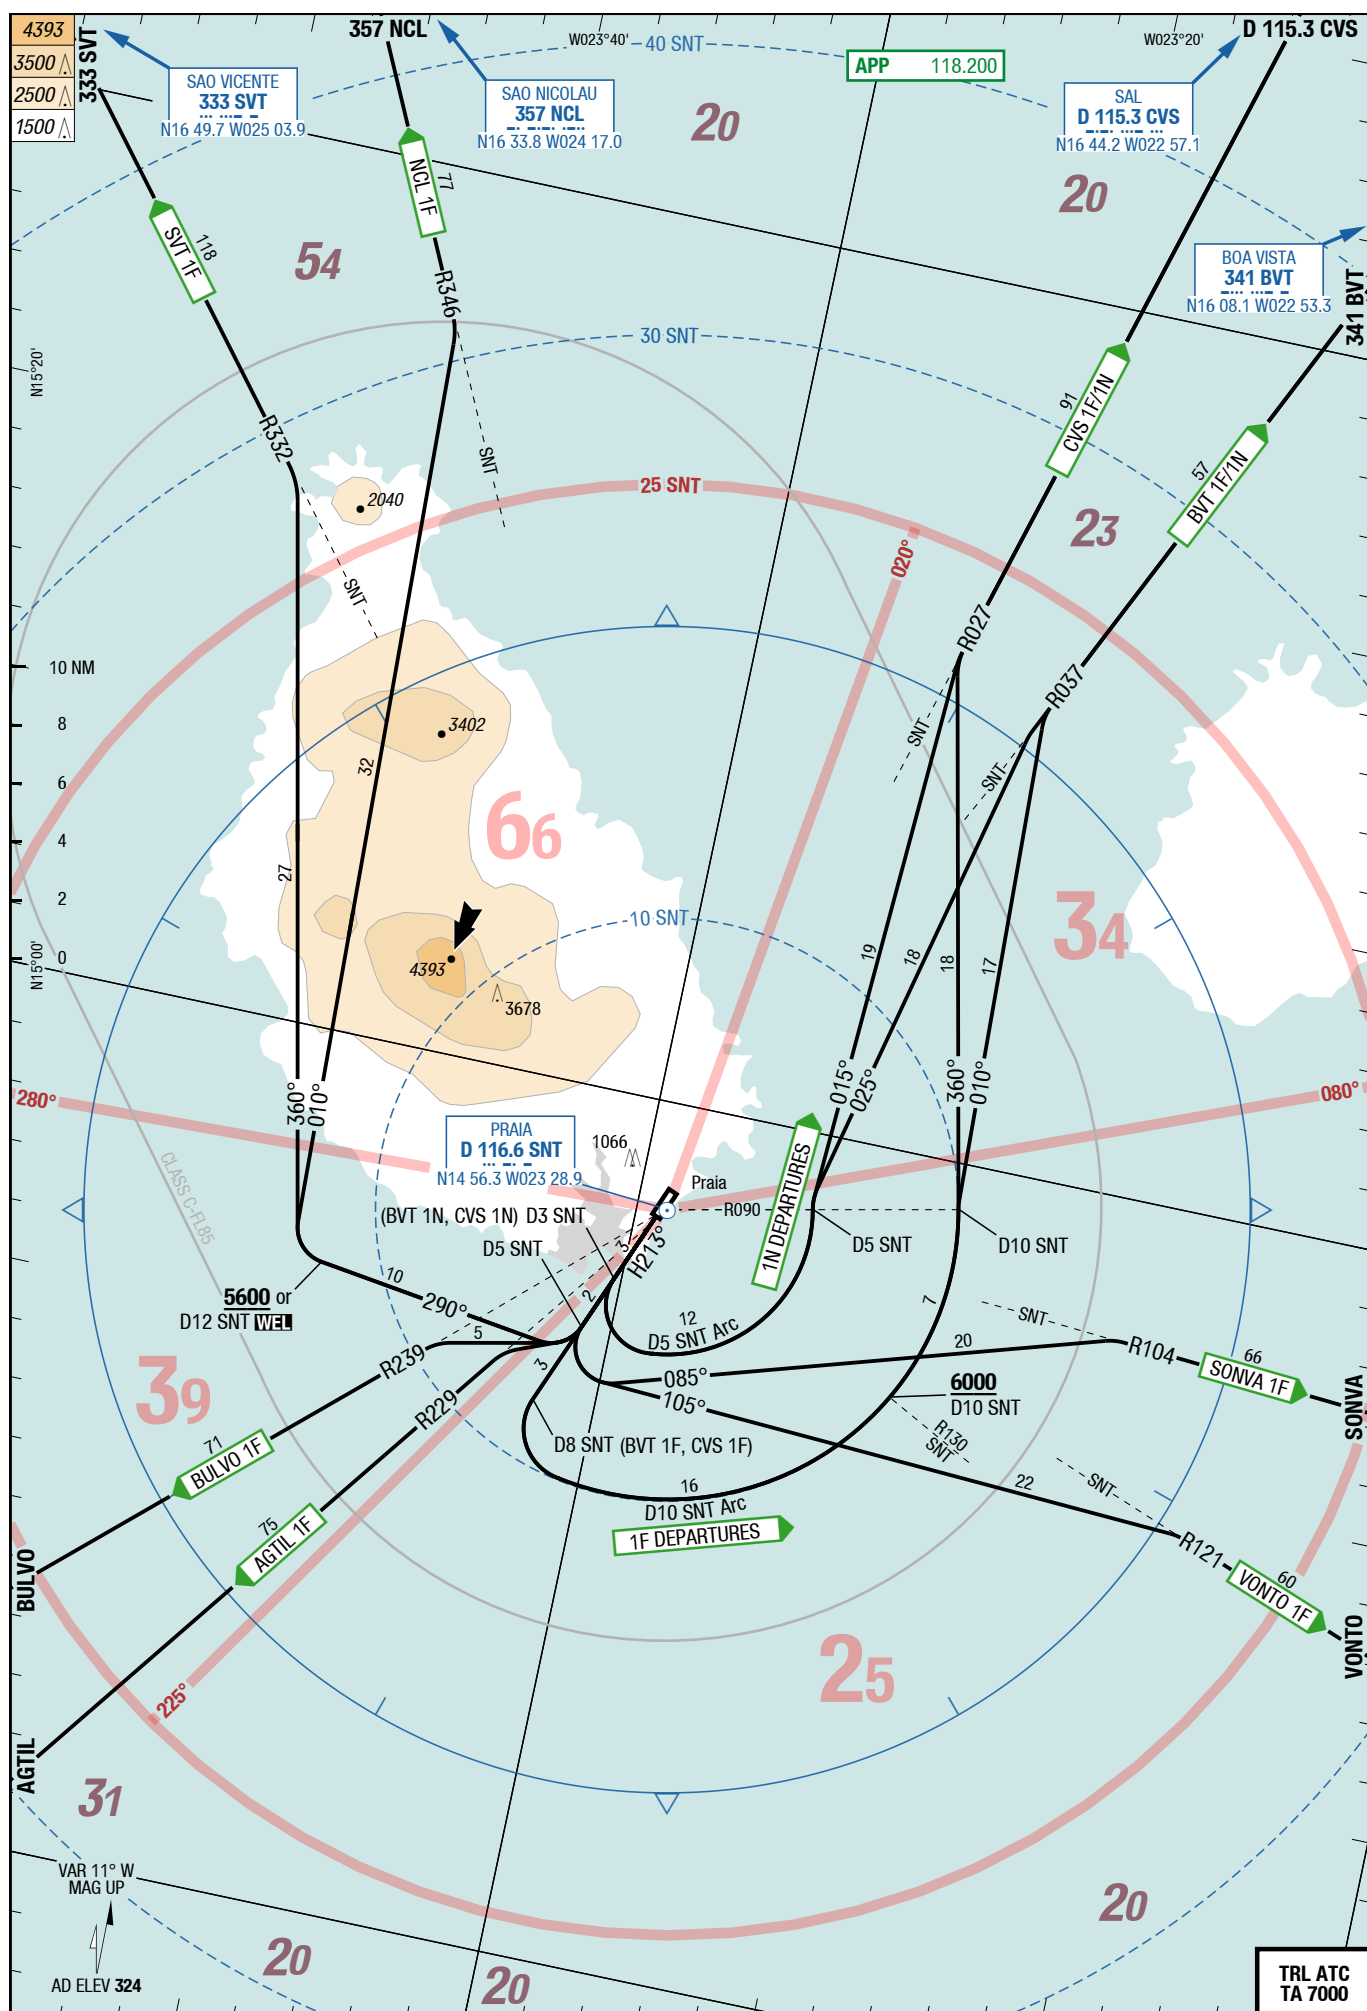 4393
3500
2500
1500
333 SVT
357 NCL
W023°40'
40 SNT
W023°20'
D 115.3 CVS
APP 118.200
SAO VICENTE
333 SVT
N16 49.7 W025 03.9
SAO NICOLAU
357 NCL
N16 33.8 W024 17.0
SAL
D 115.3 CVS
N16 44.2 W022 57.1
20
20
BOA VISTA
341 BVT
N16 08.1 W022 53.3
341 BVT
NCL 1F
77
SVT 1F
118
54
R346
30 SNT
N15°20'
CVS 1F/1N
91
BVT 1F/1N
57
R332
SNT
25 SNT
2040
020°
23
SNT
R027
R037
10 NM
8
6
4
2
0
N15°00'
3402
SNT
SNT
32
66
27
34
10 SNT
4393
3678
19
18
18
17
360°
010°
015°
025°
360°
010°
280°
080°
CLASS C-FL85
PRAIA
D 116.6 SNT
N14 56.3 W023 28.9
1066
Praia
R090
1N DEPARTURES
(BVT 1N, CVS 1N) D3 SNT
D5 SNT
3
H213°
D5 SNT
D10 SNT
5600 or
D12 SNT WEL
10
290°
2
12
D5 SNT Arc
7
SNT
5
R239
3
20
R104
66
SONVA 1F
SONVA
39
R229
085°
105°
6000
D10 SNT
R130
SNT
71
BULVO 1F
D8 SNT (BVT 1F, CVS 1F)
16
D10 SNT Arc
22
SNT
75
AGTIL 1F
1F DEPARTURES
R121
60
VONTO 1F
VONTO
BULVO
25
225°
AGTIL
31
VAR 11° W
MAG UP
20
20
20
AD ELEV 324
TRL ATC
TA 7000